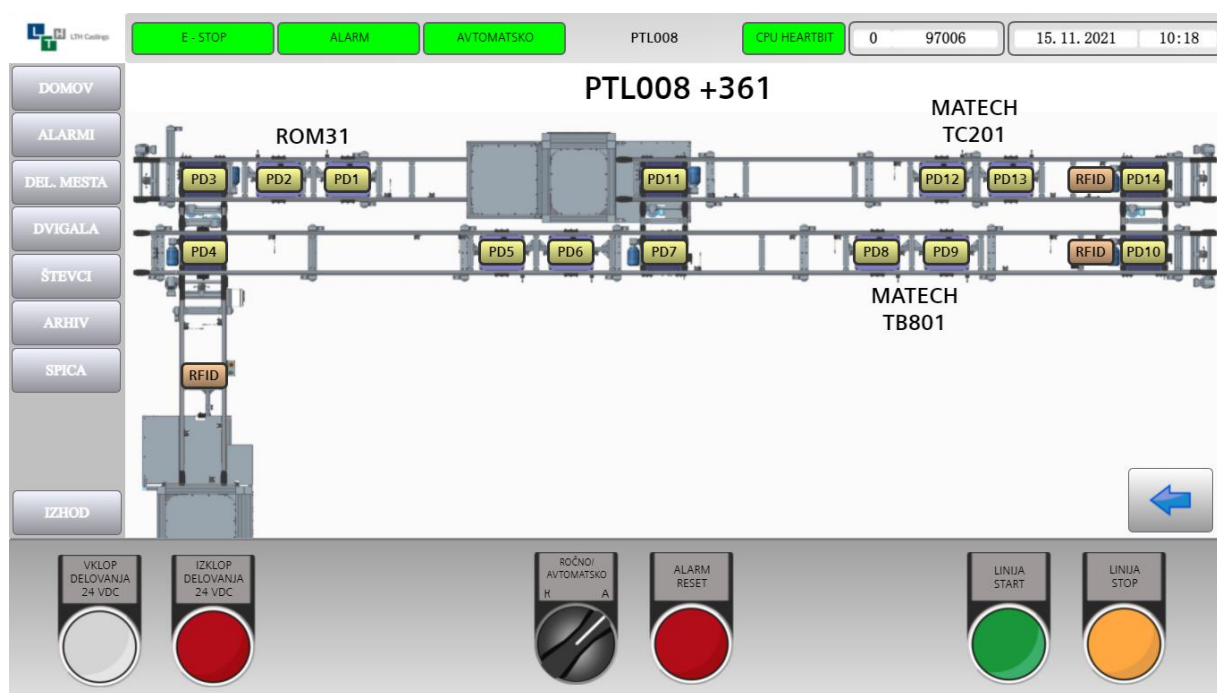 LTH
LTH Castings
E - STOP
ALARM
AVTOMATSKO
PTL008
CPU HEARTBIT
0
97006
15. 11. 2021
10:18
DOMOV
ALARMI
DEL. MESTA
DVIGALA
ŠTEVCI
ARHIV
SPICA
IZHOD
PTL008 +361
ROM31
MATECH
TC201
PD3
PD2
PD1
PD11
PD12
PD13
RFID
PD14
PD4
PD5
PD6
PD7
PD8
PD9
RFID
PD10
MATECH
TB801
RFID
VKLOP
DELOVANJA
24 VDC
IZKLOP
DELOVANJA
24 VDC
ROČNO/
AVTOMATSKO
R A
ALARM
RESET
LINIJA
START
LINIJA
STOP